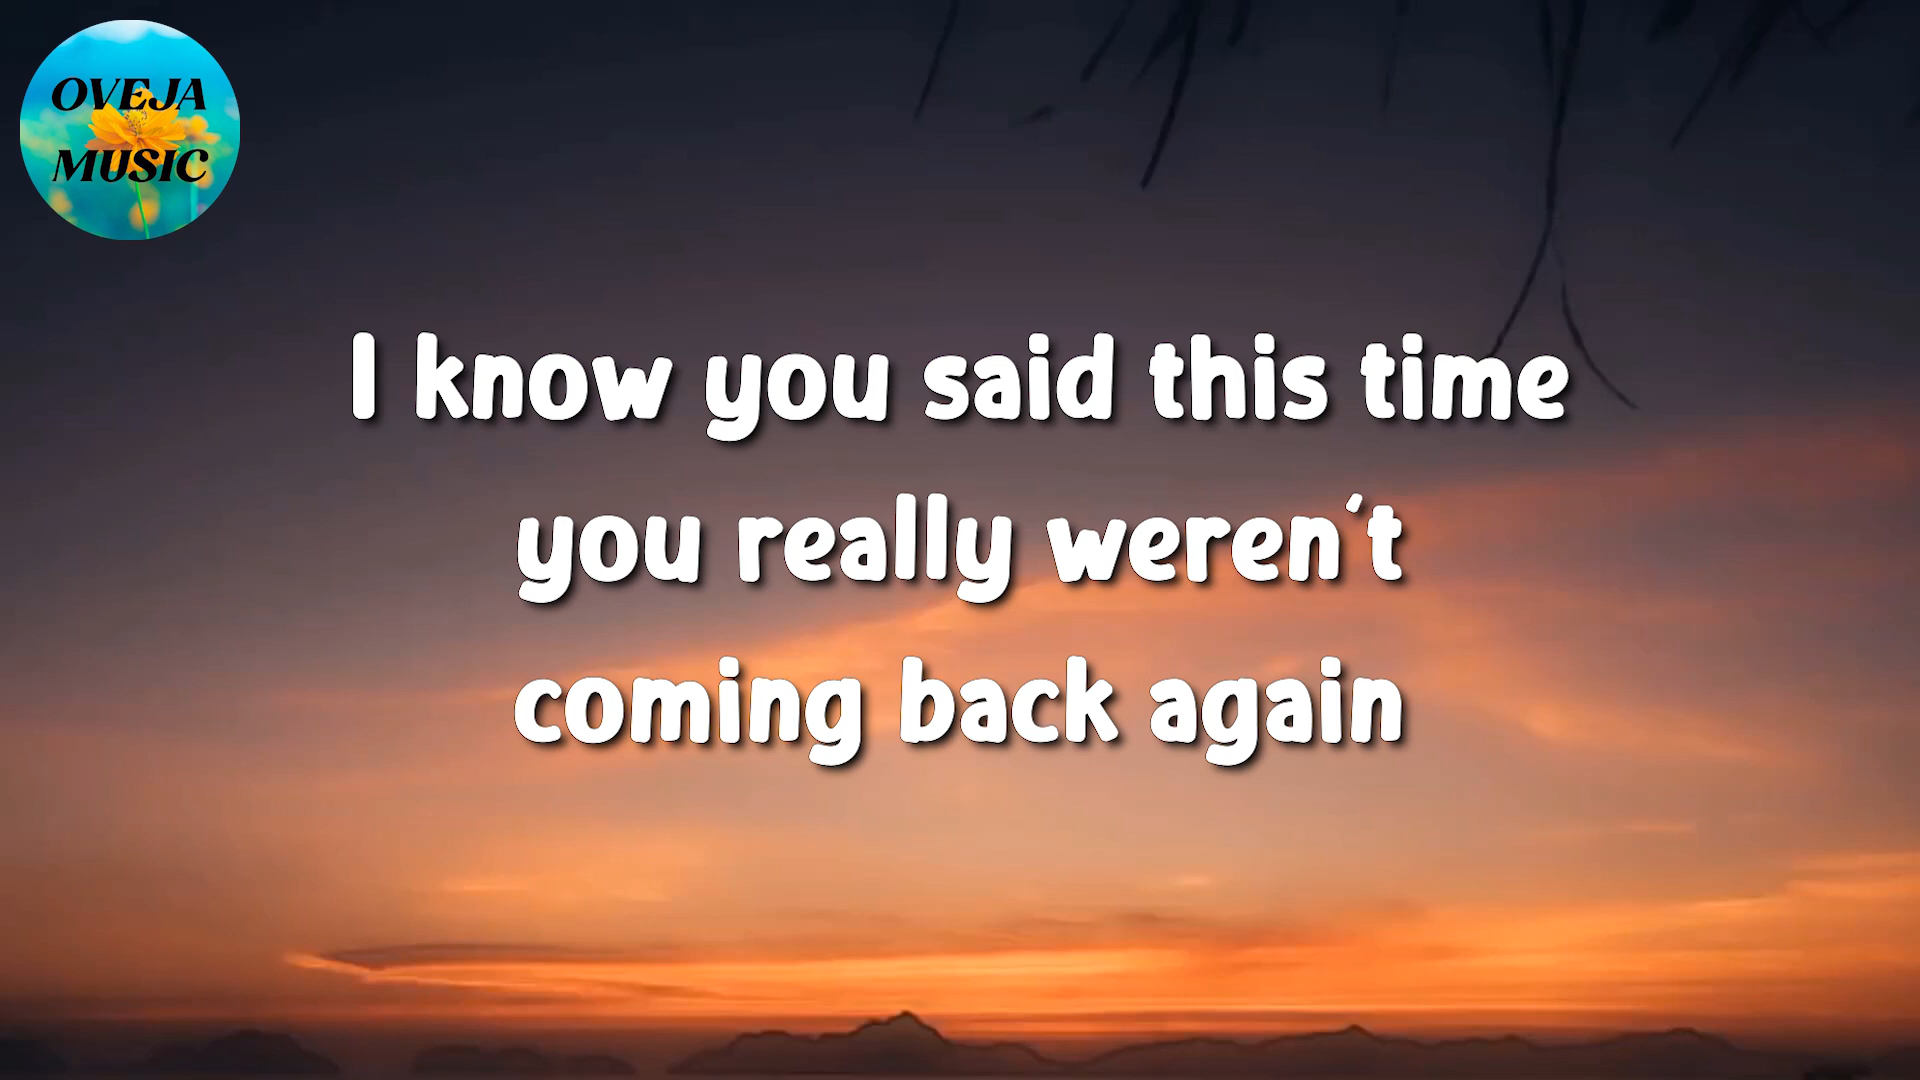 OVEJA
MUSIC
I know you said this time
you really weren't
coming back again